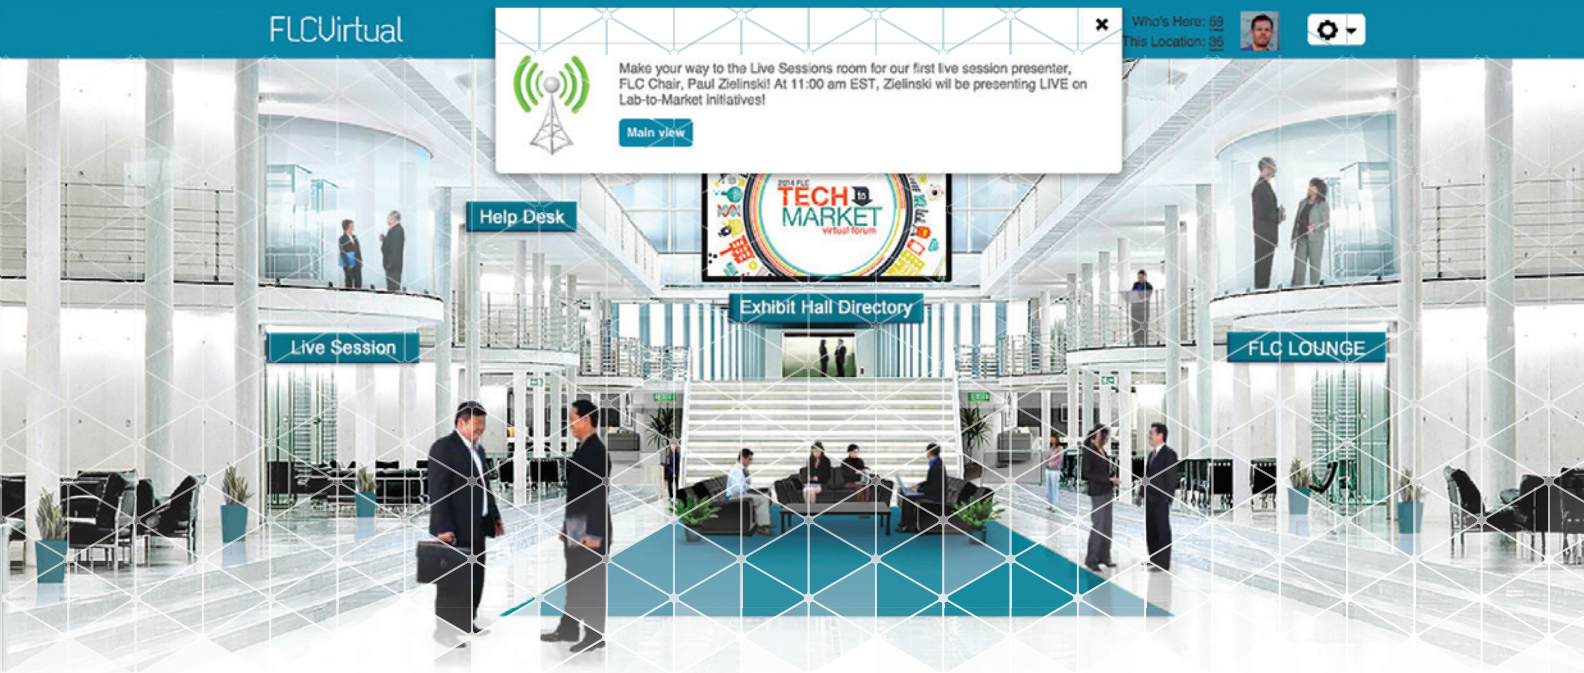 FLCVirtual
Who's Here: 59
This Location: 36
Make your way to the Live Sessions room for our first live session presenter,
FLC Chair, Paul Zielinski! At 11:00 am EST, Zielinski will be presenting LIVE on
Lab-to-Market initiatives!
Main view
2014 FLC
TECH to
MARKET
virtual forum
Help Desk
Exhibit Hall Directory
Live Session
FLC LOUNGE